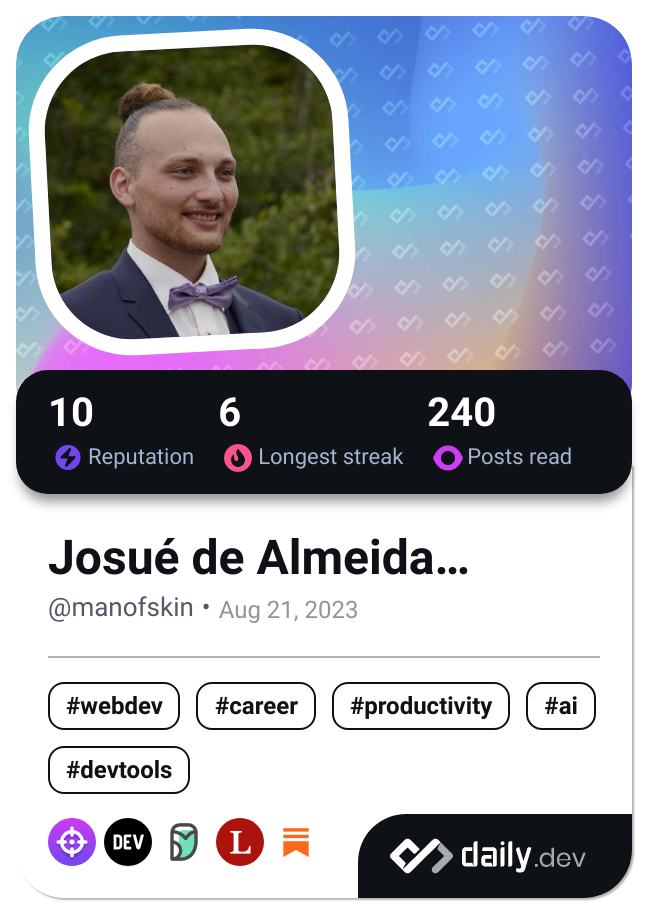 10 6 240
Reputation Longest streak Posts read
Josué de Almeida...
@manofskin • Aug 21, 2023
#webdev #career #productivity #ai
#devtools
DEV L daily.dev